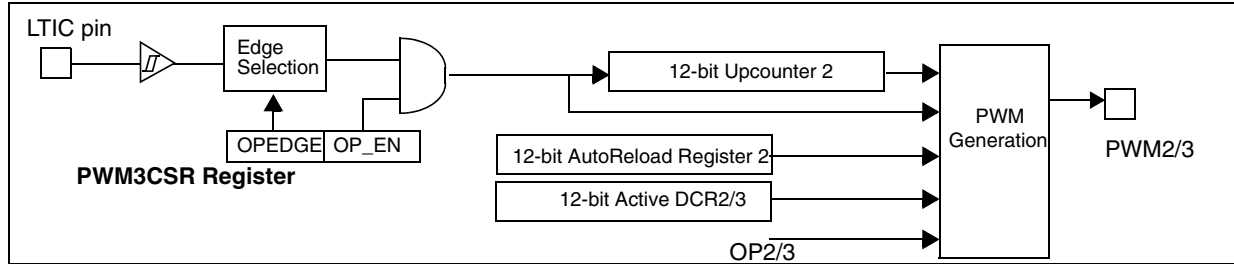 LTIC pin
Edge
Selection
12-bit Upcounter 2
OPEDGE
OP_EN
PWM3CSR Register
12-bit AutoReload Register 2
12-bit Active DCR2/3
OP2/3
PWM
Generation
PWM2/3